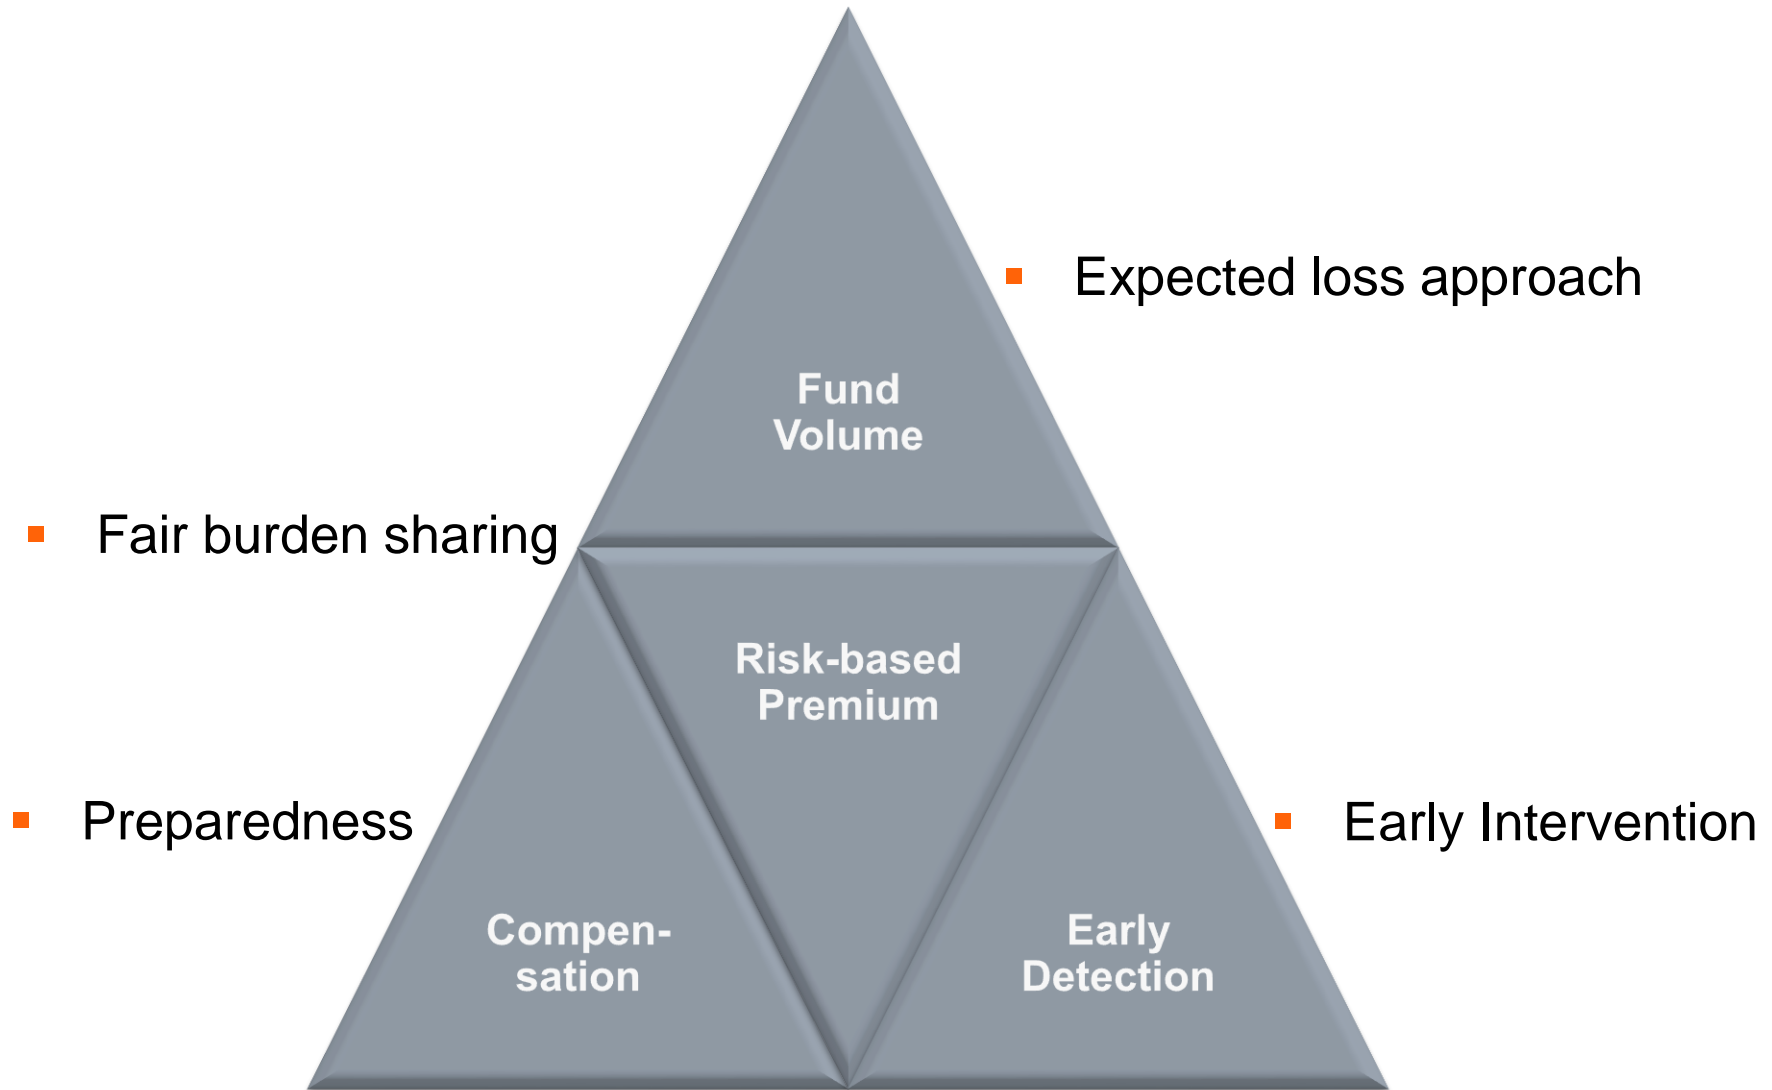 Expected loss approach
Fund
Volume
Fair burden sharing
Risk-based
Premium
Preparedness
Early Intervention
Compen-
sation
Early
Detection